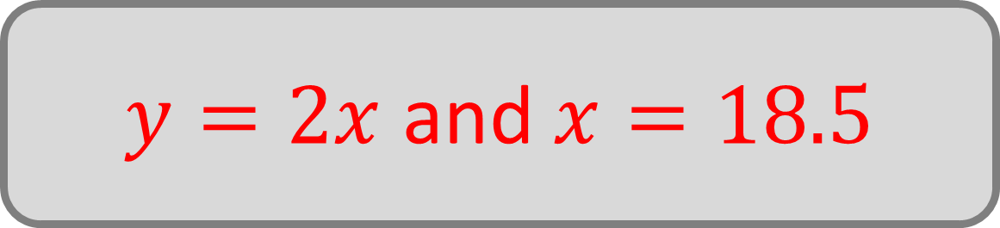 y = 2x and x = 18.5